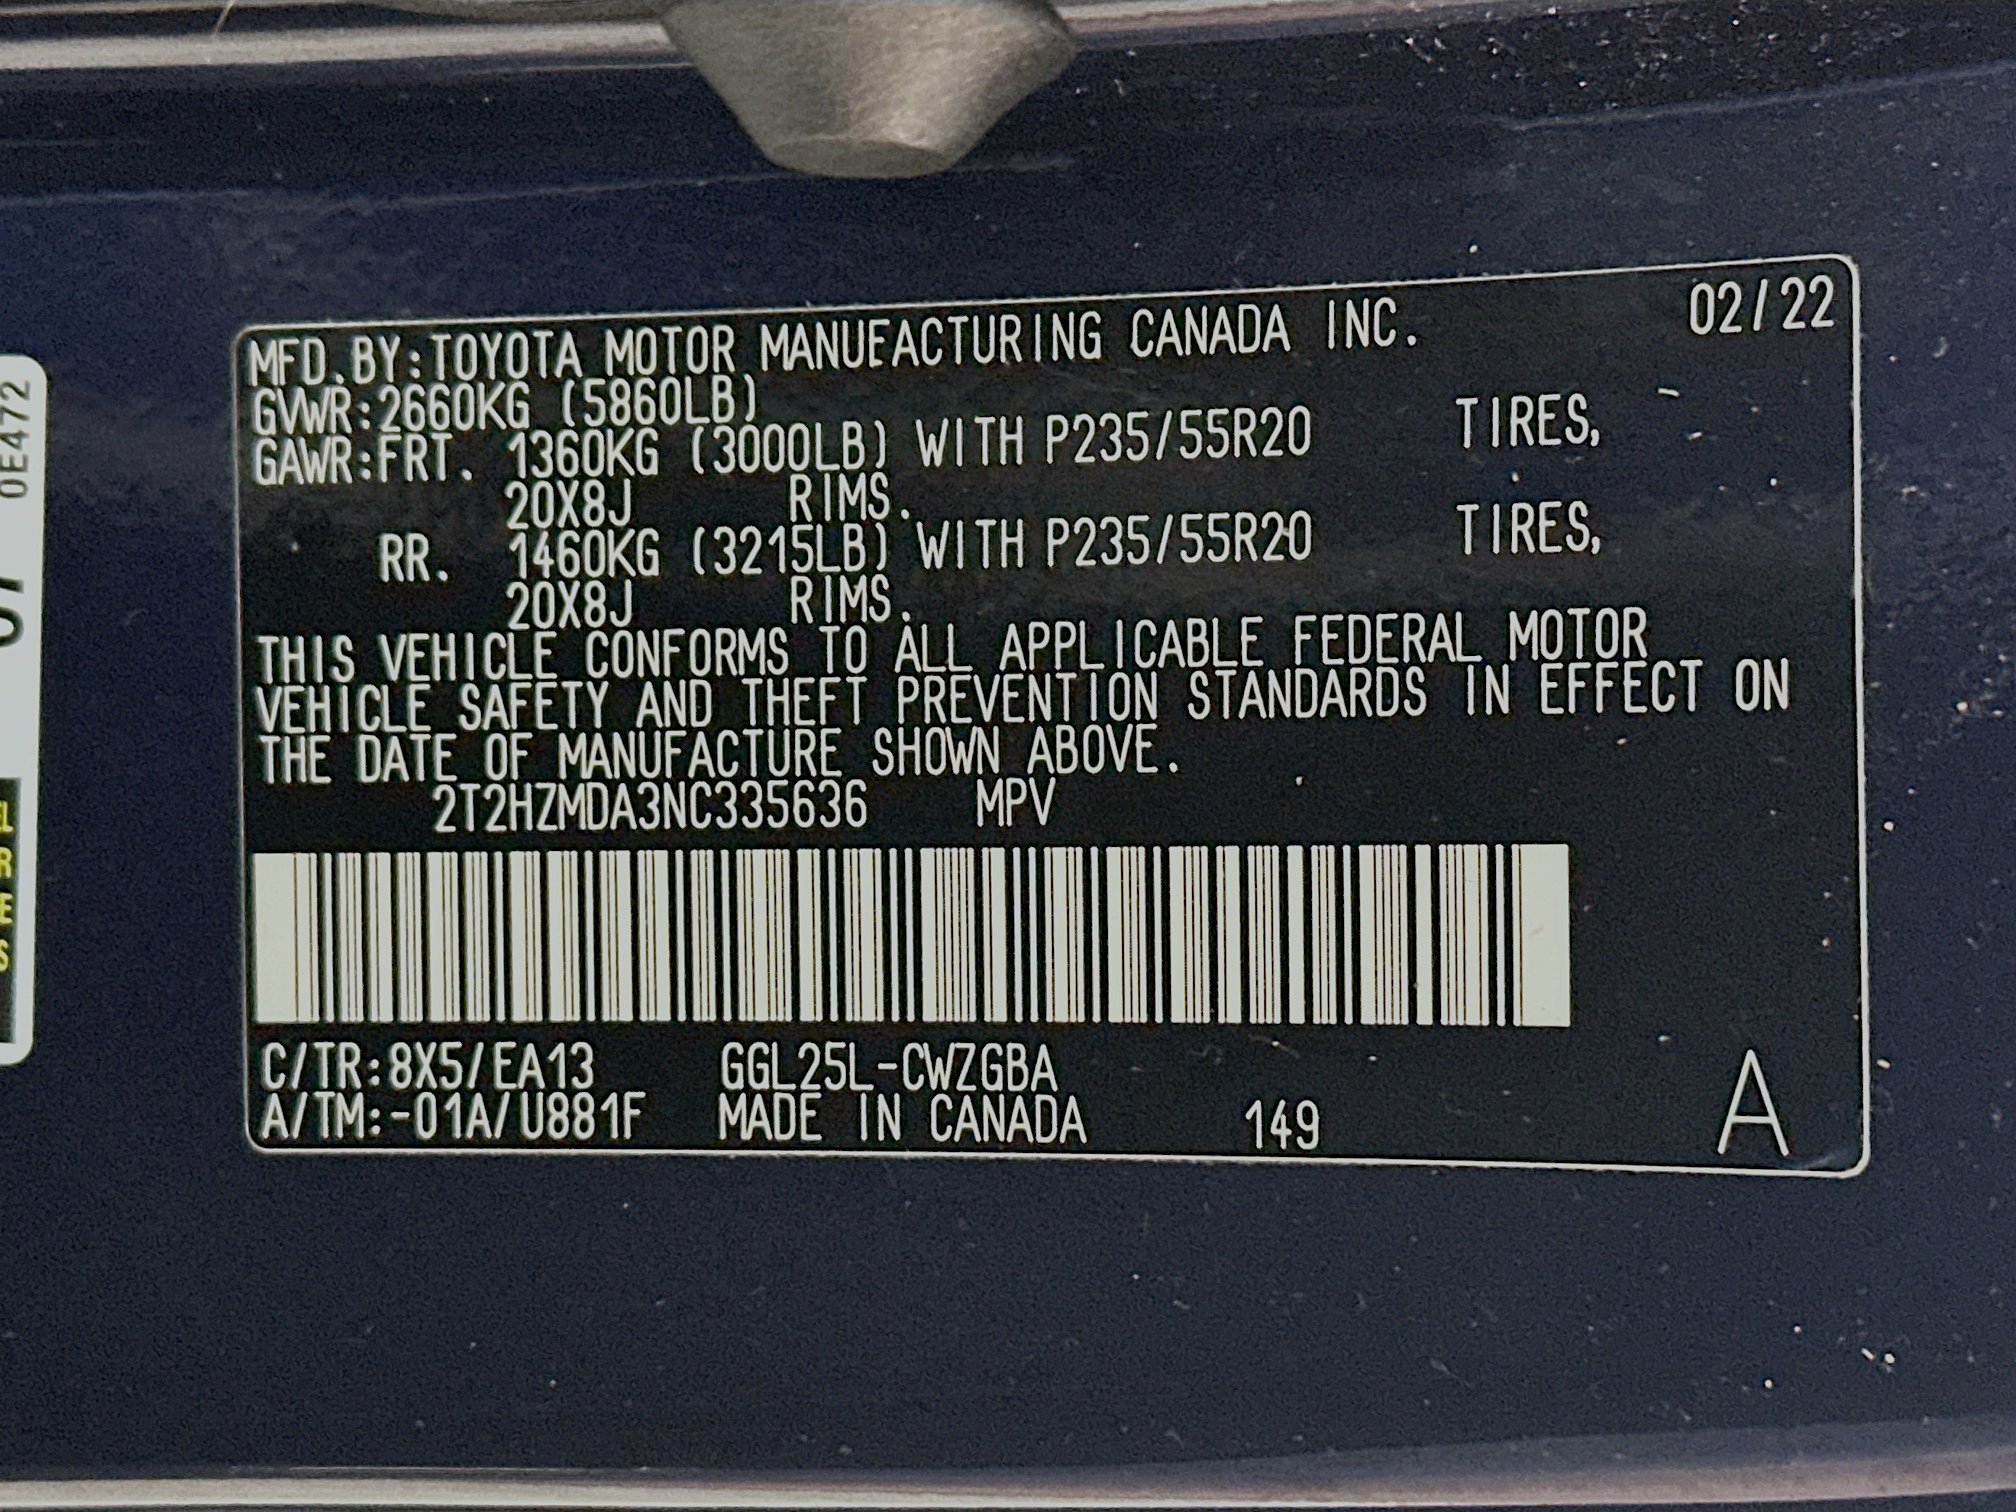 MFD.BY:TOYOTA MOTOR MANUFACTURING CANADA INC. 02/22
GVWR:2660KG (5860LB)
GAWR:FRT. 1360KG (3000LB) WITH P235/55R20 TIRES,
20X8J RIMS.
RR. 1460KG (3215LB) WITH P235/55R20 TIRES,
20X8J RIMS.
THIS VEHICLE CONFORMS TO ALL APPLICABLE FEDERAL MOTOR
VEHICLE SAFETY AND THEFT PREVENTION STANDARDS IN EFFECT ON
THE DATE OF MANUFACTURE SHOWN ABOVE.
2T2HZMDA3NC335636 MPV
C/TR:8X5/EA13 GGL25L-CWZGBA
A/TM:-01A/U881F MADE IN CANADA 149 A
0E472